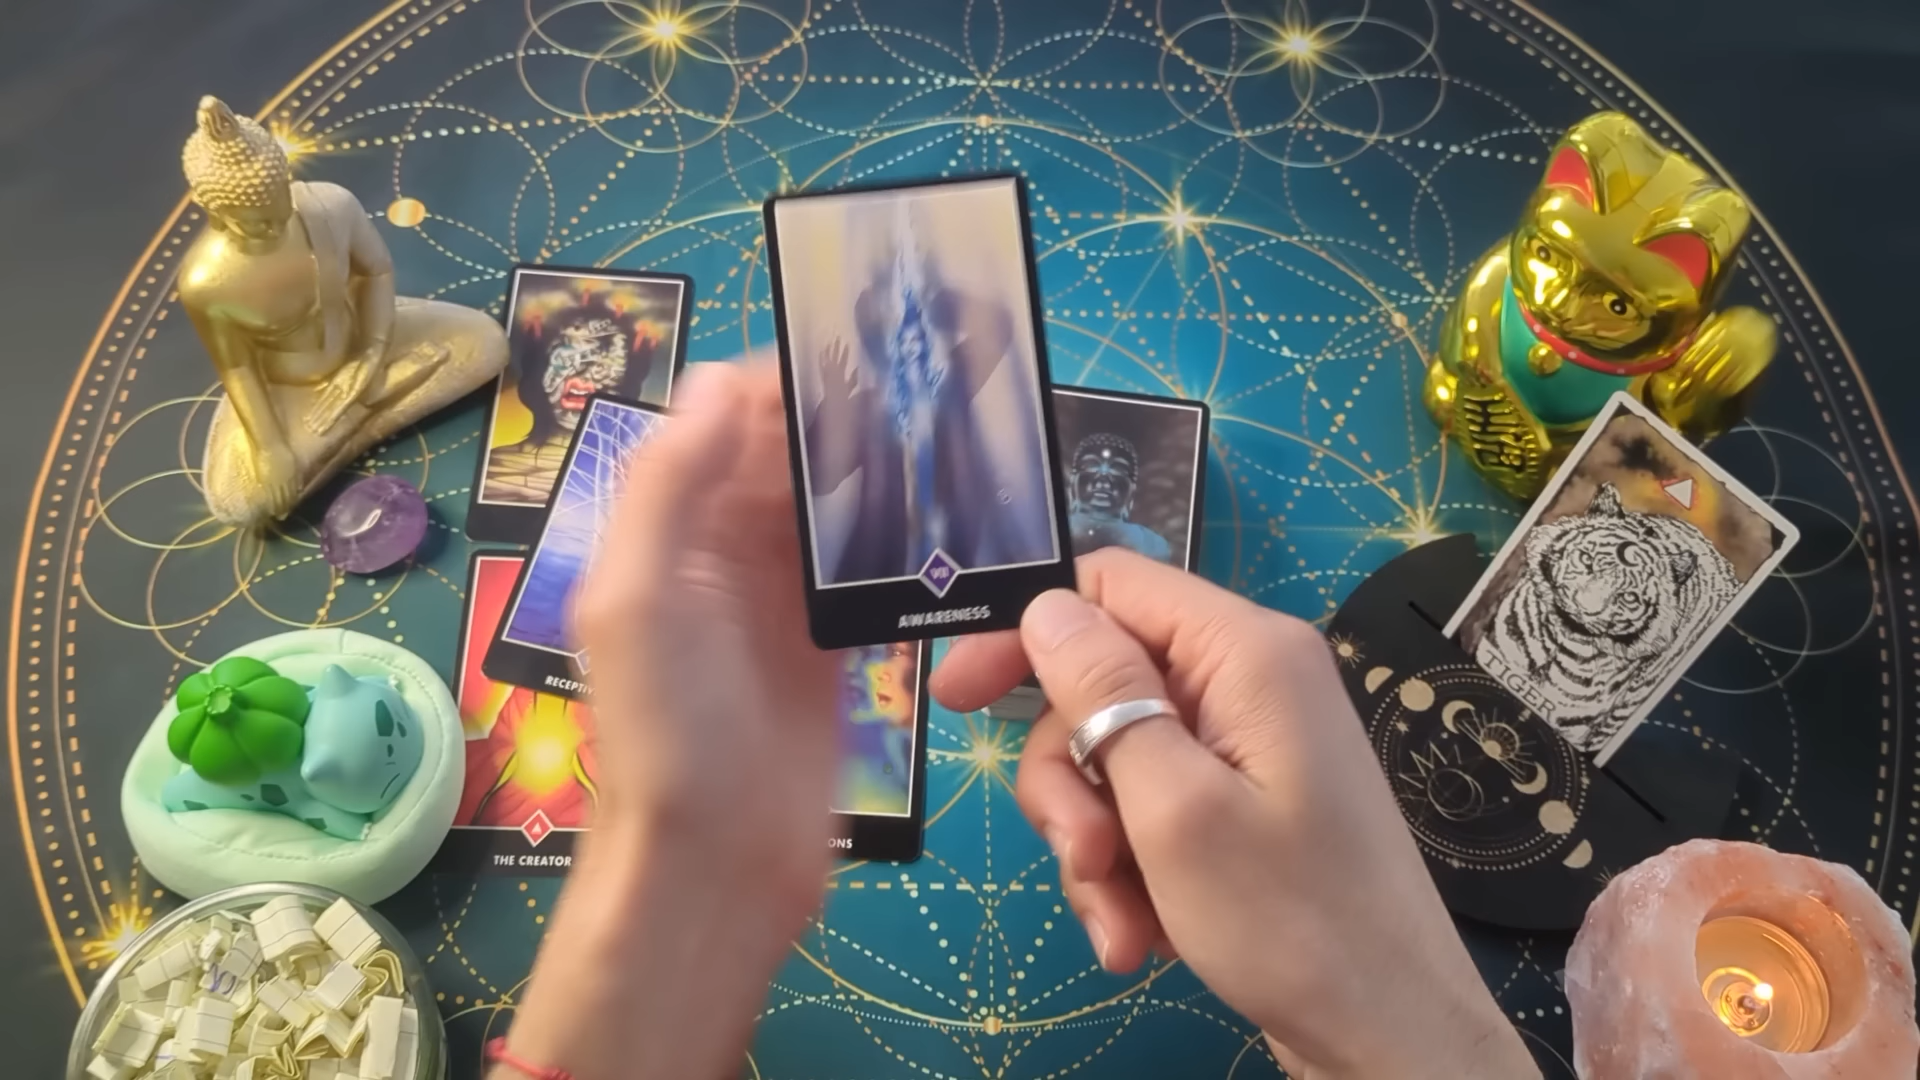 AWARENESS
RECEPTIV
TIGER
THE CREATOR
ONS